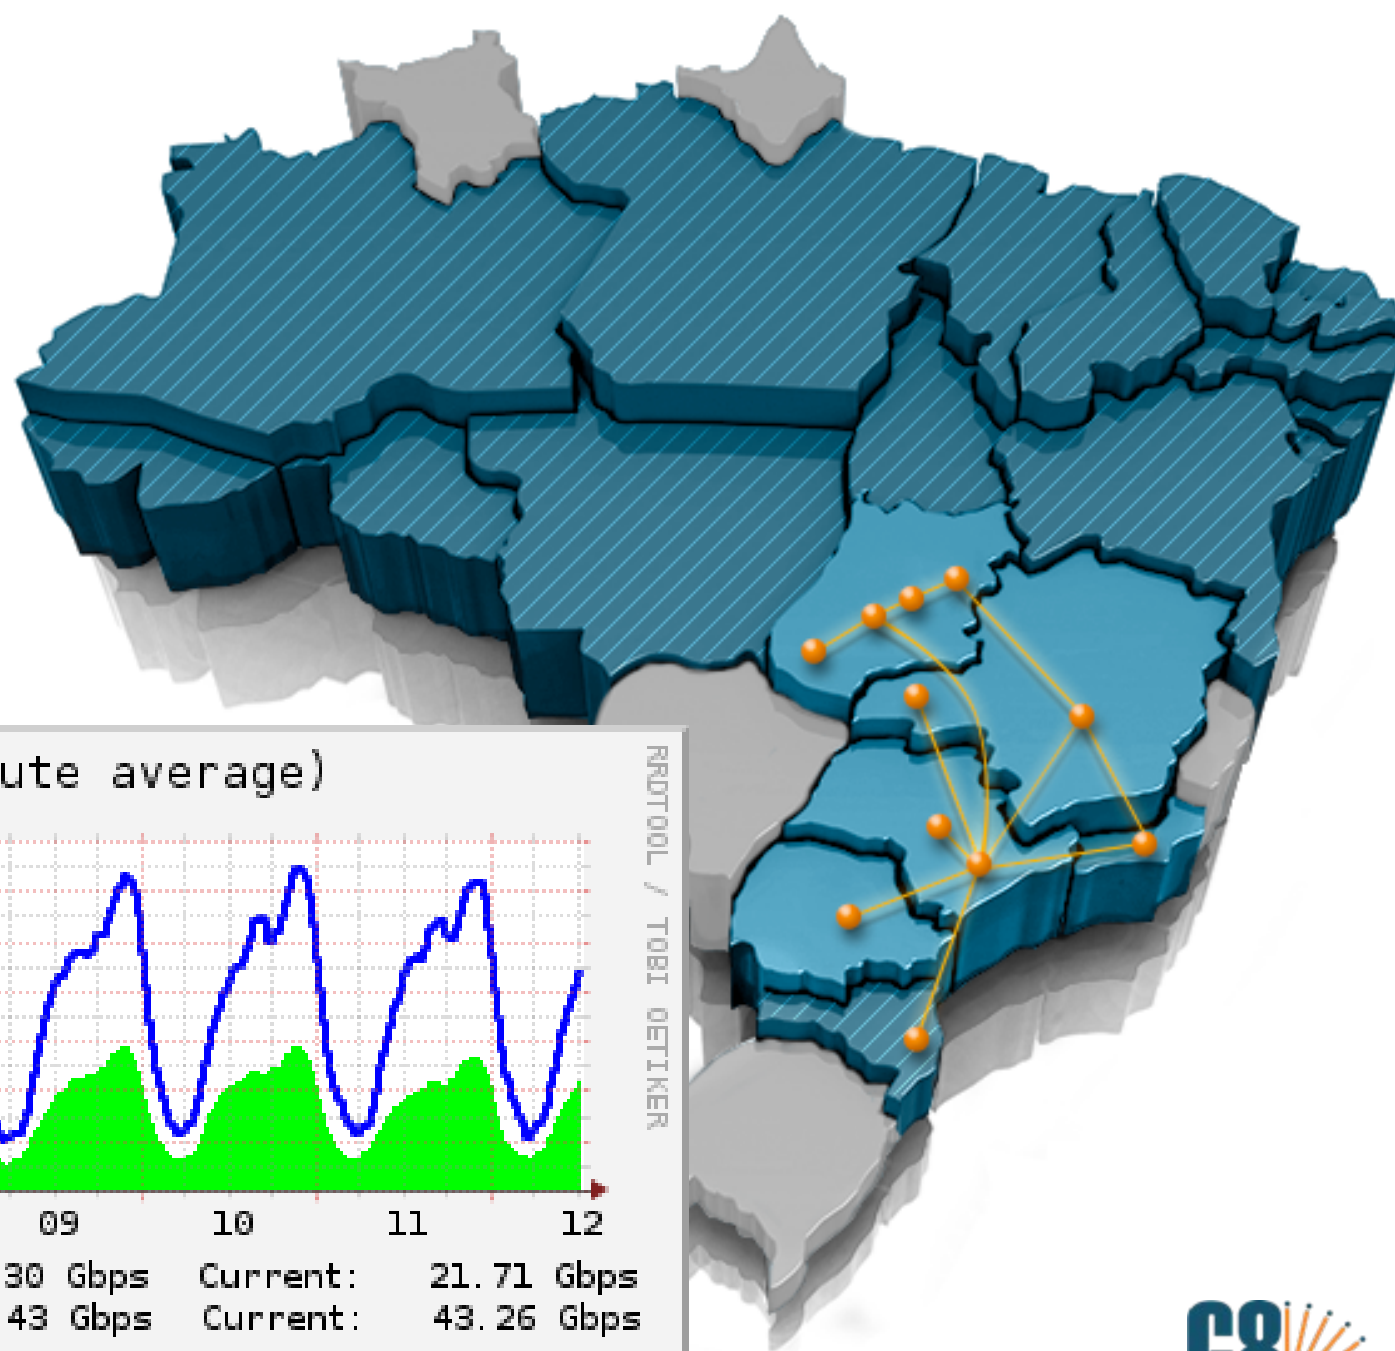 ute average)
RRDTOOL / TOBI OETIKER
09 10 11 12
30 Gbps Current: 21.71 Gbps
43 Gbps Current: 43.26 Gbps
G8